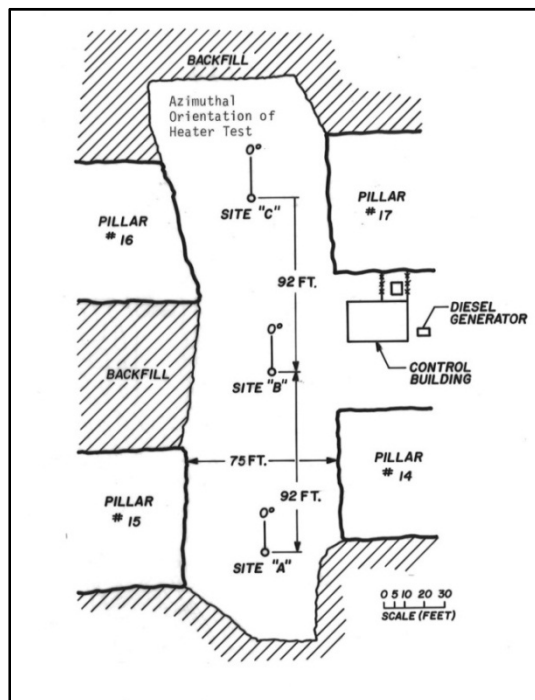 BACKFILL
Azimuthal
Orientation of
Heater Test
0°
SITE "C"
PILLAR
# 16
PILLAR
# 17
92 FT.
DIESEL
GENERATOR
0°
SITE "B"
CONTROL
BUILDING
BACKFILL
75 FT.
92 FT.
PILLAR
# 14
PILLAR
# 15
0°
SITE "A"
0 5 10 20 30
SCALE (FEET)